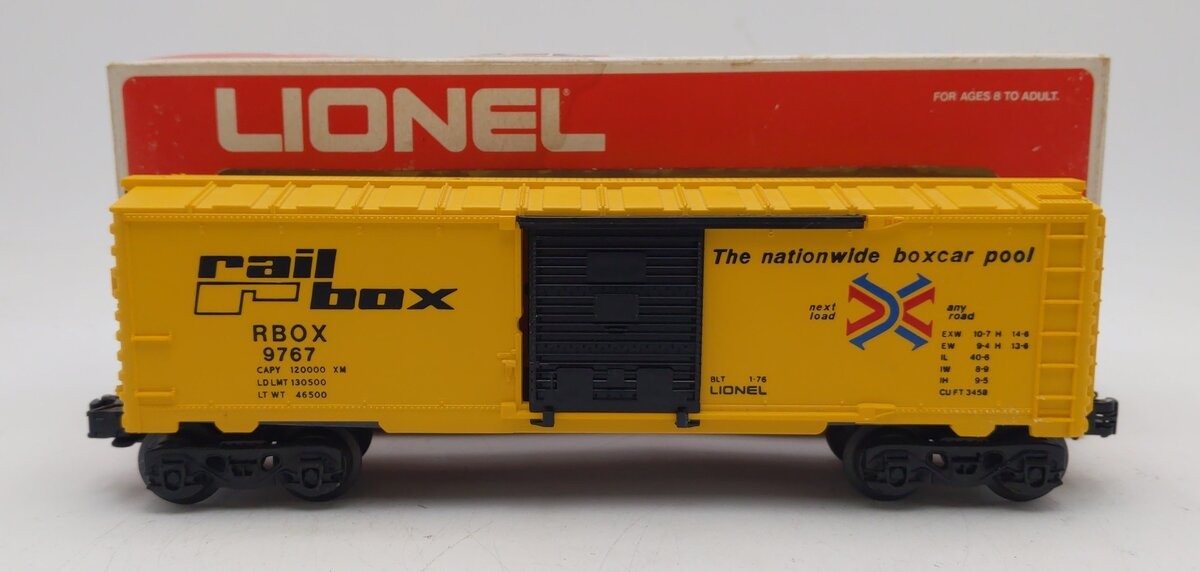 LIONEL
FOR AGES 8 TO ADULT.
rail box
RBOX
9767
CAPY 120000 XM
LD LMT 130500
LT WT 46500
The nationwide boxcar pool
next load
any road
EXW 10-7 H 14-6
EW 9-4 H 13-8
IL 40-6
IW 8-9
IH 9-5
CU FT 3458
BLT 1-76
LIONEL